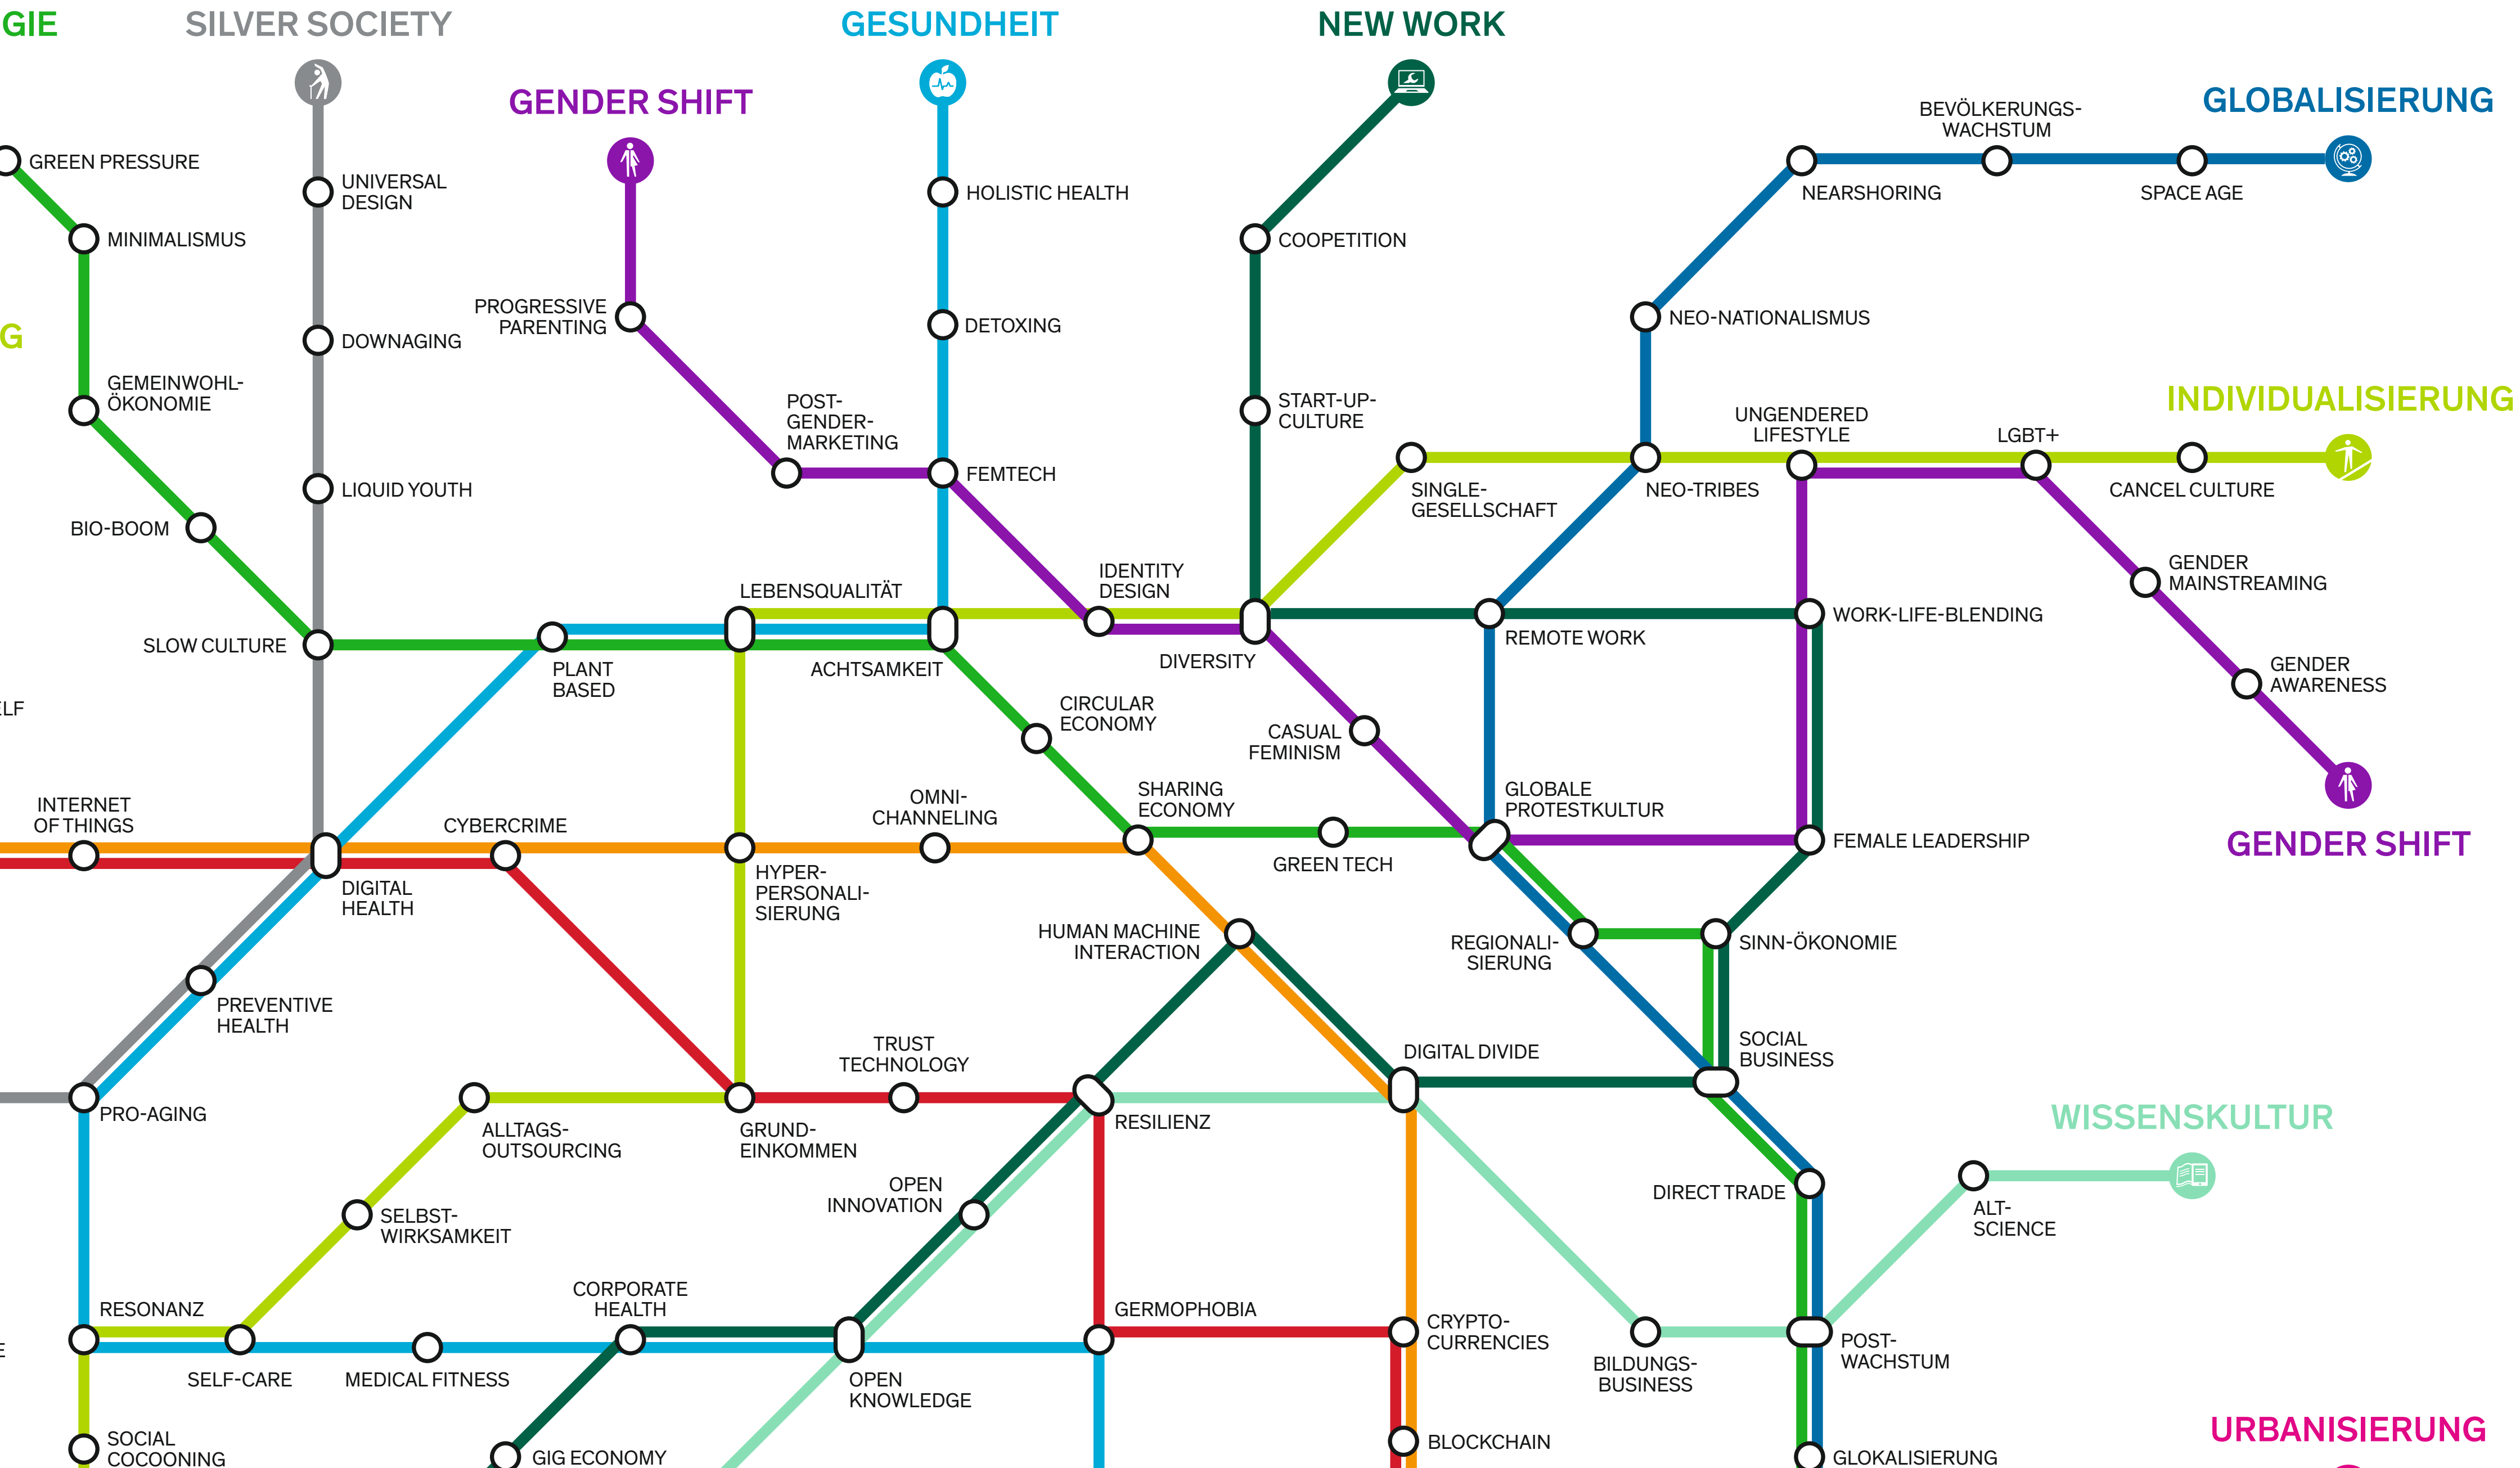 GIE
SILVER SOCIETY
GESUNDHEIT
NEW WORK
GENDER SHIFT
GLOBALISIERUNG
BEVÖLKERUNGS-
WACHSTUM
GREEN PRESSURE
UNIVERSAL
DESIGN
HOLISTIC HEALTH
NEARSHORING
SPACE AGE
MINIMALISMUS
COOPETITION
PROGRESSIVE
PARENTING
DETOXING
NEO-NATIONALISMUS
G
DOWNAGING
GEMEINWOHL-
ÖKONOMIE
POST-
GENDER-
MARKETING
START-UP-
CULTURE
UNGENDERED
LIFESTYLE
LGBT+
INDIVIDUALISIERUNG
LIQUID YOUTH
FEMTECH
SINGLE-
GESELLSCHAFT
NEO-TRIBES
CANCEL CULTURE
BIO-BOOM
LEBENSQUALITÄT
IDENTITY
DESIGN
GENDER
MAINSTREAMING
SLOW CULTURE
PLANT
BASED
ACHTSAMKEIT
DIVERSITY
REMOTE WORK
WORK-LIFE-BLENDING
GENDER
AWARENESS
ELF
CIRCULAR
ECONOMY
CASUAL
FEMINISM
INTERNET
OF THINGS
CYBERCRIME
OMNI-
CHANNELING
SHARING
ECONOMY
GLOBALE
PROTESTKULTUR
GREEN TECH
FEMALE LEADERSHIP
GENDER SHIFT
DIGITAL
HEALTH
HYPER-
PERSONALI-
SIERUNG
HUMAN MACHINE
INTERACTION
REGIONALI-
SIERUNG
SINN-ÖKONOMIE
PREVENTIVE
HEALTH
TRUST
TECHNOLOGY
DIGITAL DIVIDE
SOCIAL
BUSINESS
PRO-AGING
ALLTAGS-
OUTSOURCING
GRUND-
EINKOMMEN
RESILIENZ
WISSENSKULTUR
OPEN
INNOVATION
DIRECT TRADE
ALT-
SCIENCE
SELBST-
WIRKSAMKEIT
RESONANZ
CORPORATE
HEALTH
GERMOPHOBIA
CRYPTO-
CURRENCIES
E
SELF-CARE
MEDICAL FITNESS
OPEN
KNOWLEDGE
BILDUNGS-
BUSINESS
POST-
WACHSTUM
SOCIAL
COCOONING
GIG ECONOMY
BLOCKCHAIN
URBANISIERUNG
GLOKALISIERUNG